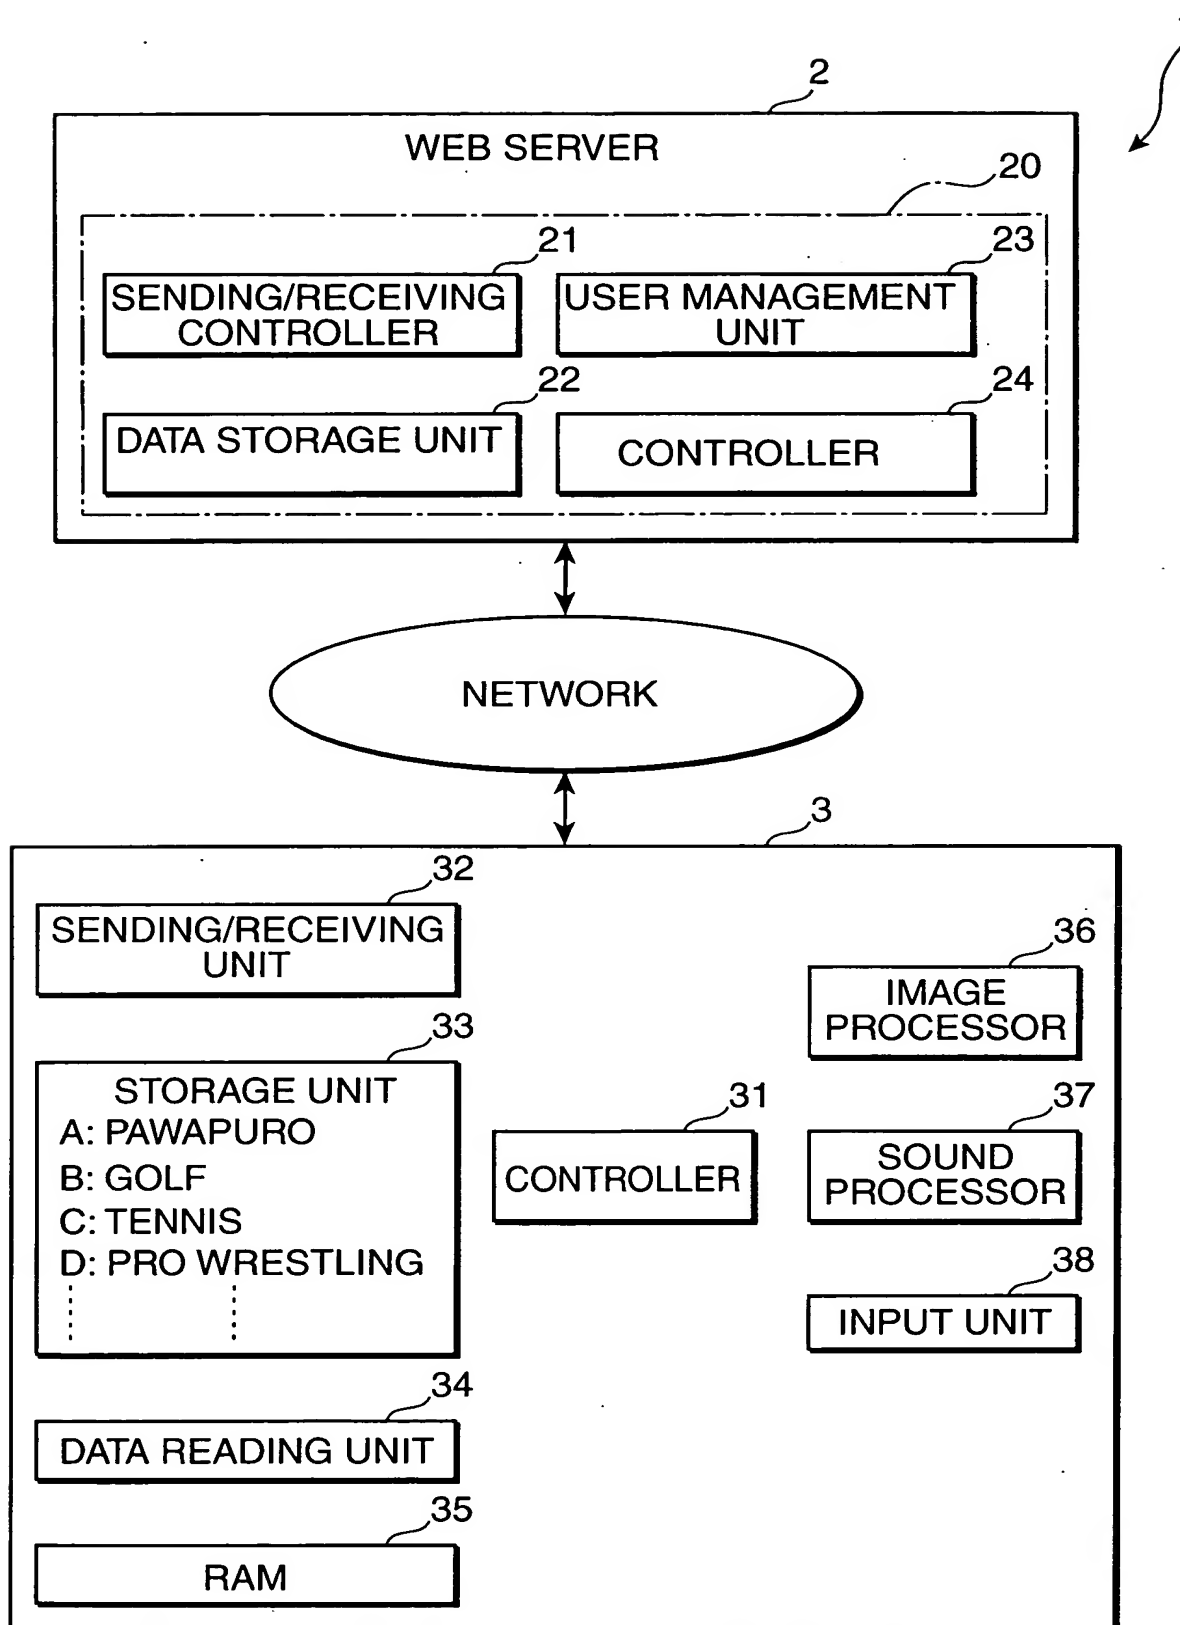 2
WEB SERVER
20
21
23
SENDING/RECEIVING
CONTROLLER
USER MANAGEMENT
UNIT
22
24
DATA STORAGE UNIT
CONTROLLER
NETWORK
3
32
SENDING/RECEIVING
UNIT
36
IMAGE
PROCESSOR
33
STORAGE UNIT
A: PAWAPURO
B: GOLF
C: TENNIS
D: PRO WRESTLING
31
CONTROLLER
37
SOUND
PROCESSOR
38
INPUT UNIT
34
DATA READING UNIT
35
RAM